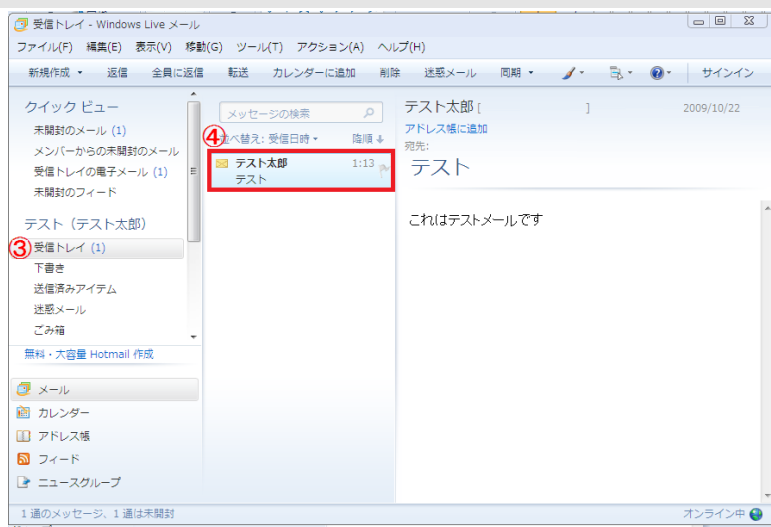 受信トレイ - Windows Live メール
ファイル(F) 編集(E) 表示(V) 移動(G) ツール(T) アクション(A) ヘルプ(H)
新規作成 返信 全員に返信 転送 カレンダーに追加 削除 迷惑メール 同期 サインイン
クイック ビュー
未開封のメール (1)
メンバーからの未開封のメール
受信トレイの電子メール (1)
未開封のフィード
テスト (テスト太郎)
③受信トレイ (1)
下書き
送信済みアイテム
迷惑メール
ごみ箱
無料・大容量 Hotmail 作成
メール
カレンダー
アドレス帳
フィード
ニュースグループ
メッセージの検索
④
べ替え: 受信日時 降順
テスト太郎 1:13
テスト
テスト太郎 [ ] 2009/10/22
アドレス帳に追加
宛先:
テスト
これはテストメールです
1 通のメッセージ、1 通は未開封
オンライン中